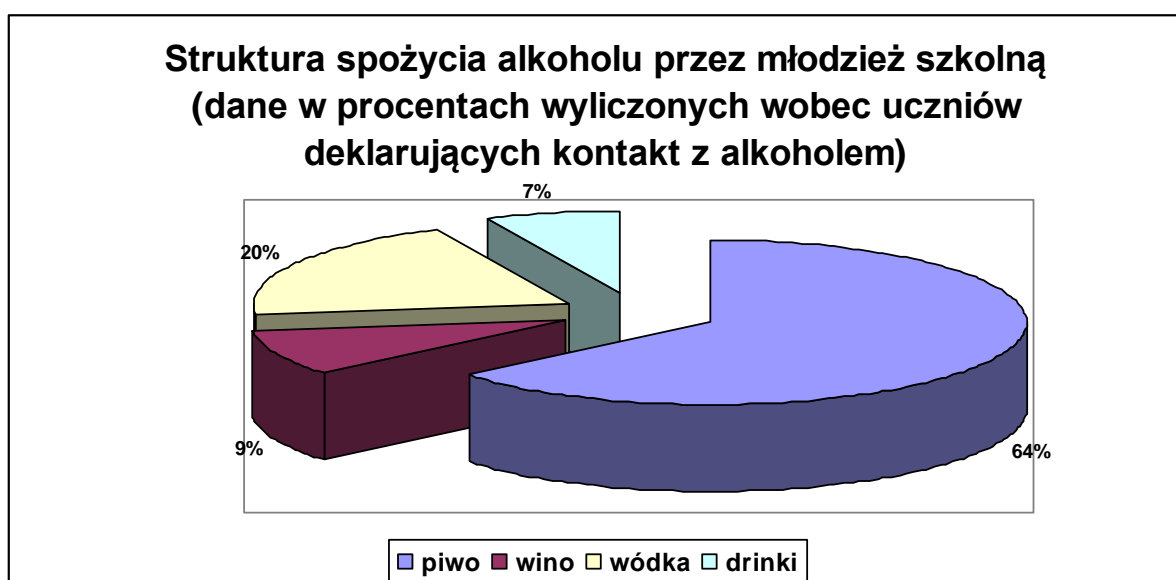 Struktura spożycia alkoholu przez młodzież szkolną
(dane w procentach wyliczonych wobec uczniów
deklarujących kontakt z alkoholem)
7%
20%
9%
64%
piwo wino wódka drinki